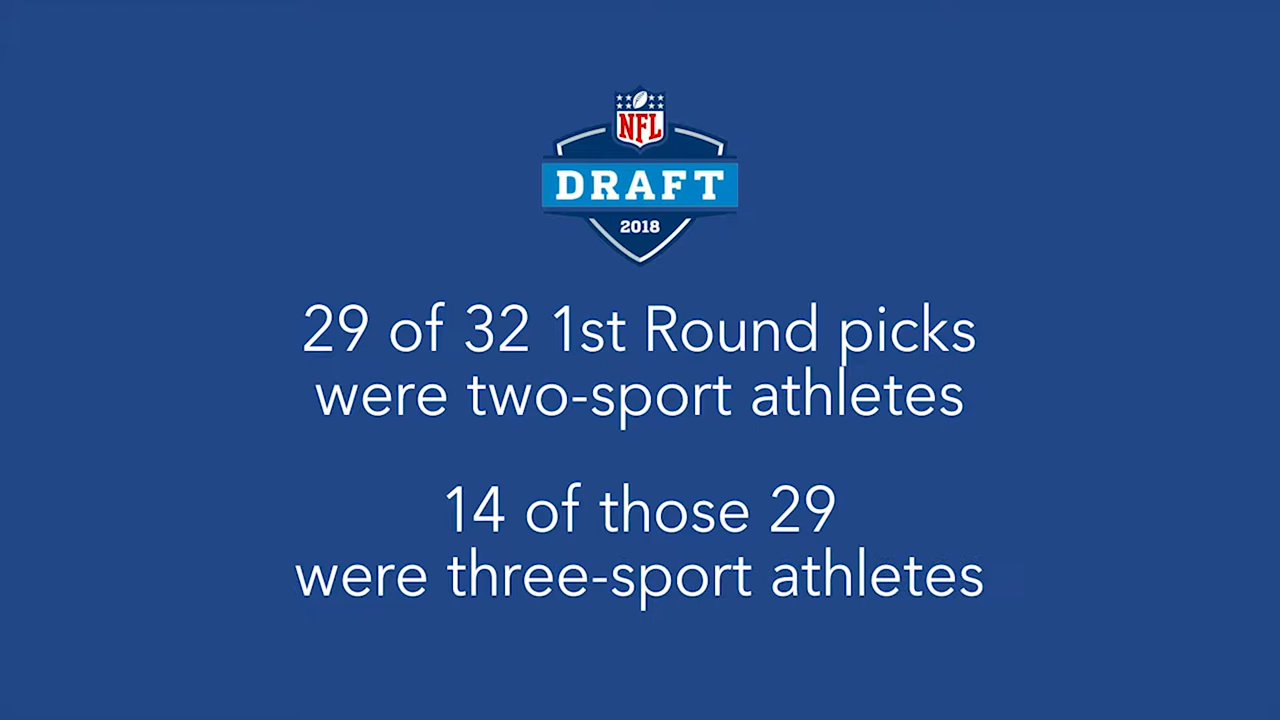 NFL
DRAFT
2018
29 of 32 1st Round picks
were two-sport athletes
14 of those 29
were three-sport athletes